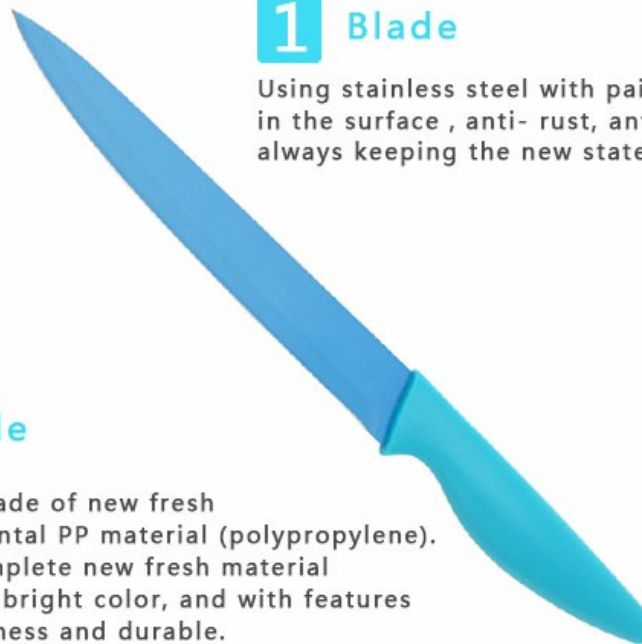 1 Blade
Using stainless steel with pai
in the surface , anti- rust, an
always keeping the new state
le
ade of new fresh
ntal PP material (polypropylene).
nplete new fresh material
bright color, and with features
ness and durable.